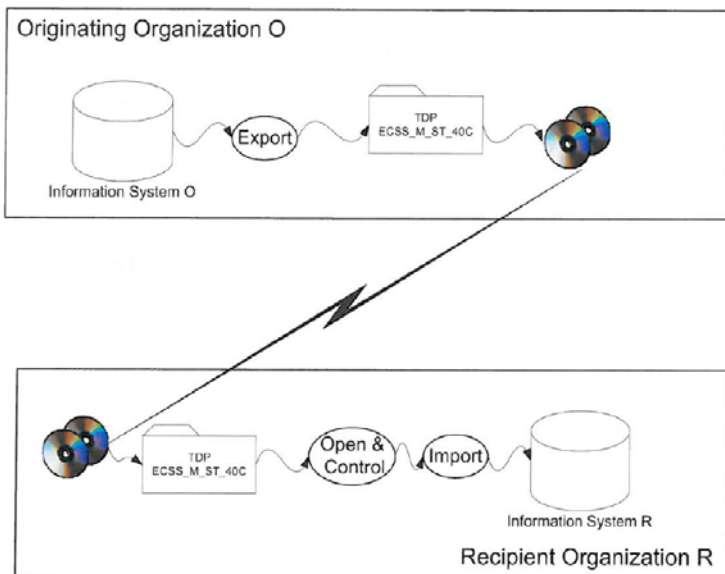 Originating Organization O
Export
TDP
ECSS_M_ST_40C
Information System O
TDP
ECSS_M_ST_40C
Open &
Control
Import
Information System R
Recipient Organization R